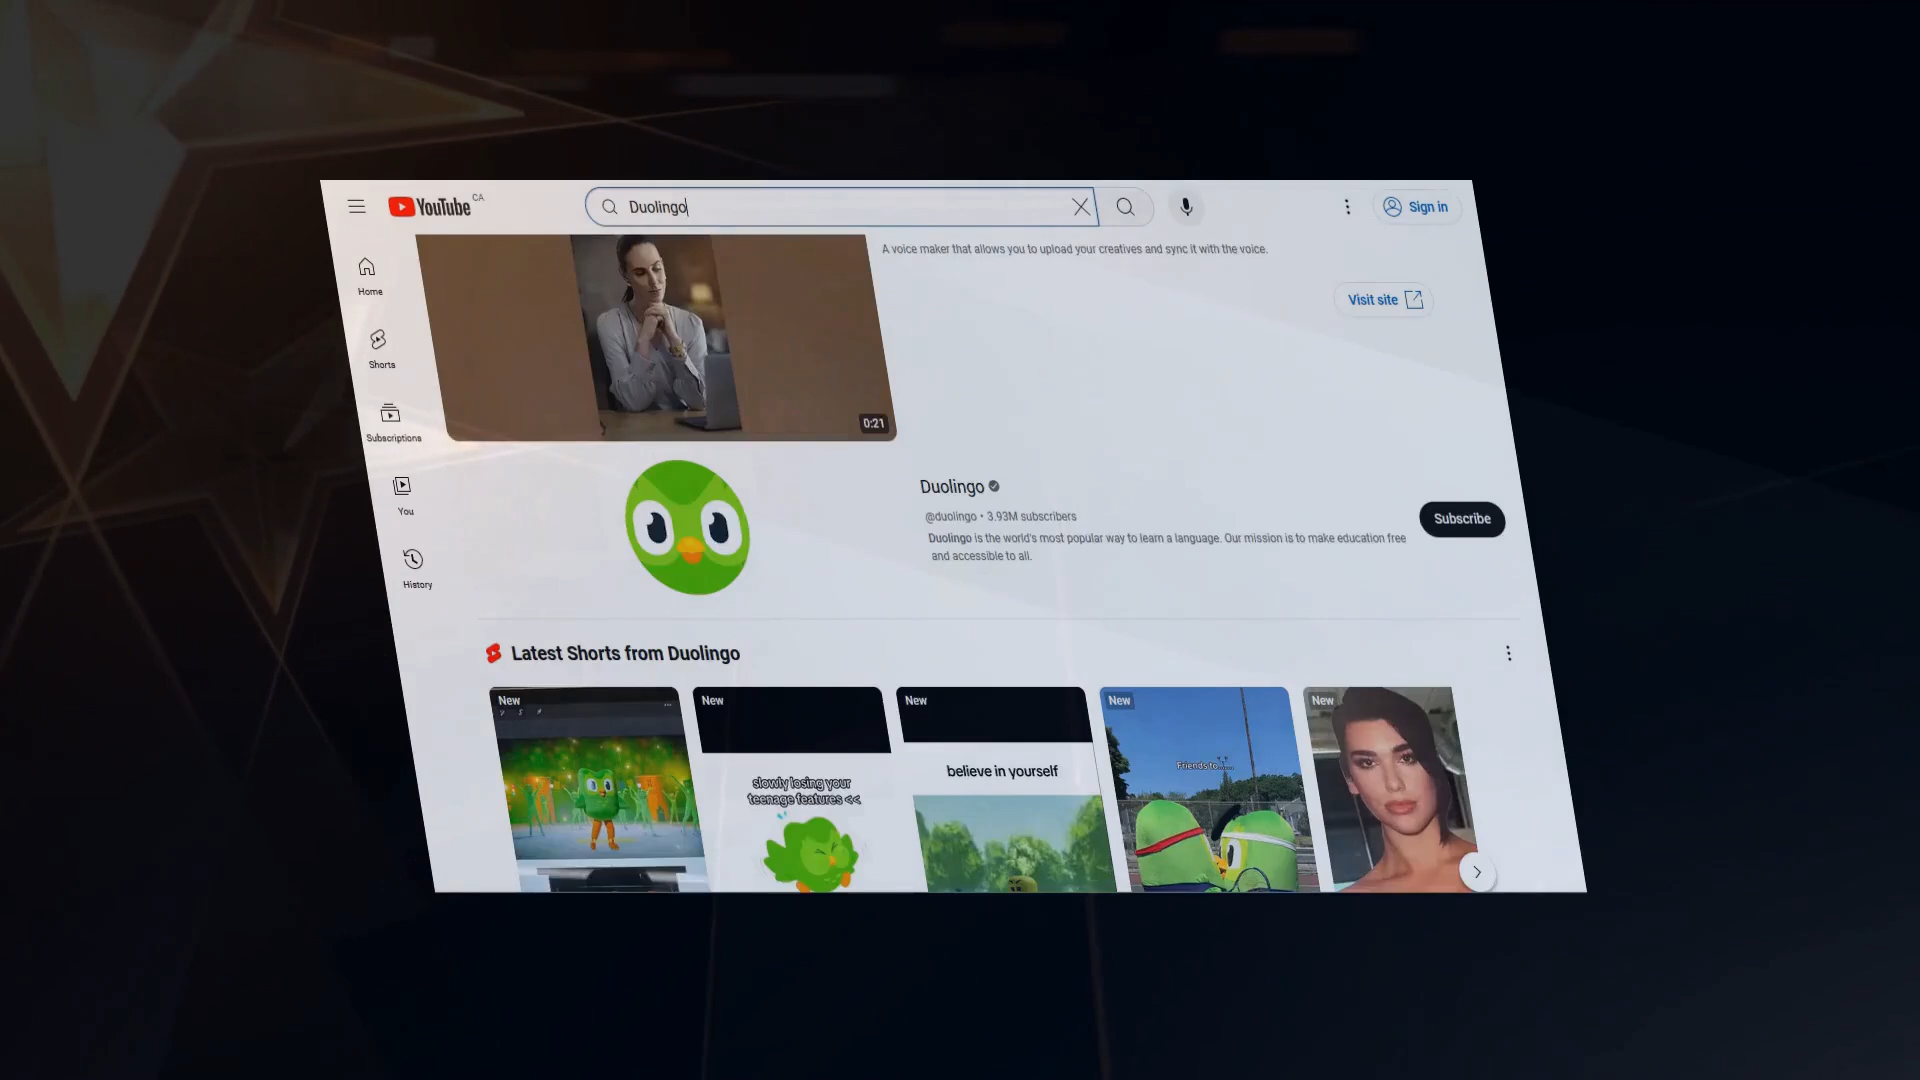 YouTube CA
Duolingo
Sign in
A voice maker that allows you to upload your creatives and sync it with the voice.
Home
Visit site
Shorts
0:21
Subscriptions
You
Duolingo
@duolingo • 3.93M subscribers
Subscribe
Duolingo is the world's most popular way to learn a language. Our mission is to make education free
and accessible to all.
History
Latest Shorts from Duolingo
New
New
New
New
New
Friends to....
believe in yourself
slowly losing your
teenage features <<